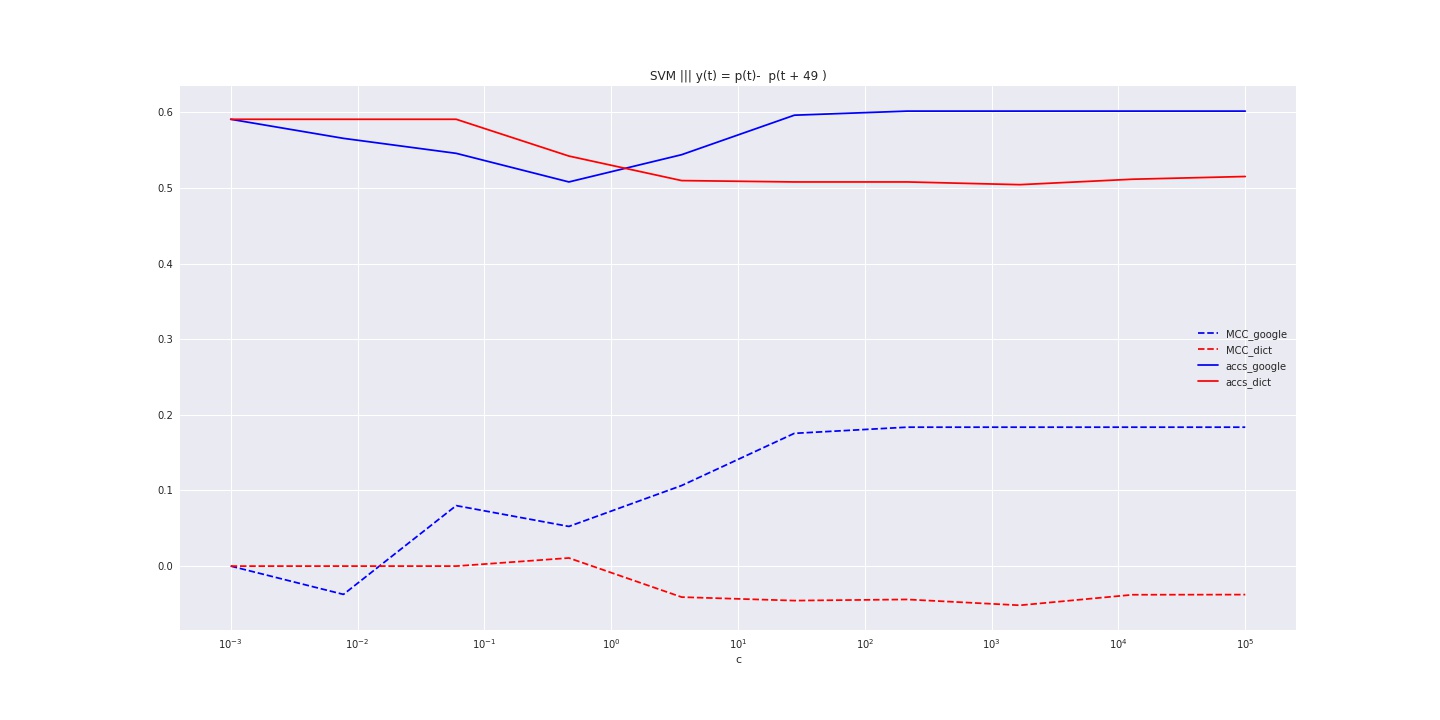 SVM ||| y(t) = p(t)-  p(t + 49 )
0.6
0.5
0.4
0.3
0.2
0.1
0.0
MCC_google
MCC_dict
accs_google
accs_dict
10⁻³ 10⁻² 10⁻¹ 10⁰ 10¹ 10² 10³ 10⁴ 10⁵
c